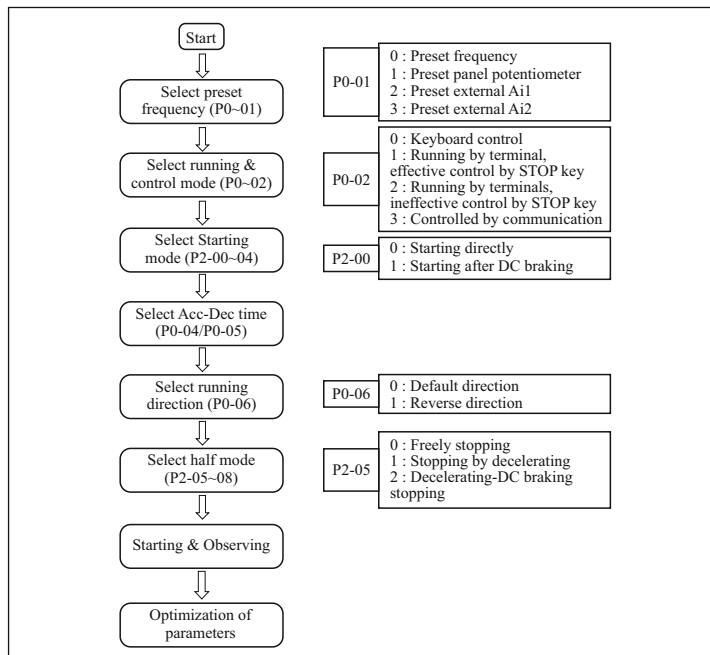 Start
Select preset
frequency (P0~01)
P0-01
0 : Preset frequency
1 : Preset panel potentiometer
2 : Preset external Ai1
3 : Preset external Ai2
Select running &
control mode (P0~02)
P0-02
0 : Keyboard control
1 : Running by terminal,
effective control by STOP key
2 : Running by terminals,
ineffective control by STOP key
3 : Controlled by communication
Select Starting
mode (P2-00~04)
P2-00
0 : Starting directly
1 : Starting after DC braking
Select Acc-Dec time
(P0-04/P0-05)
Select running
direction (P0-06)
P0-06
0 : Default direction
1 : Reverse direction
Select half mode
(P2-05~08)
P2-05
0 : Freely stopping
1 : Stopping by decelerating
2 : Decelerating-DC braking
stopping
Starting & Observing
Optimization of
parameters